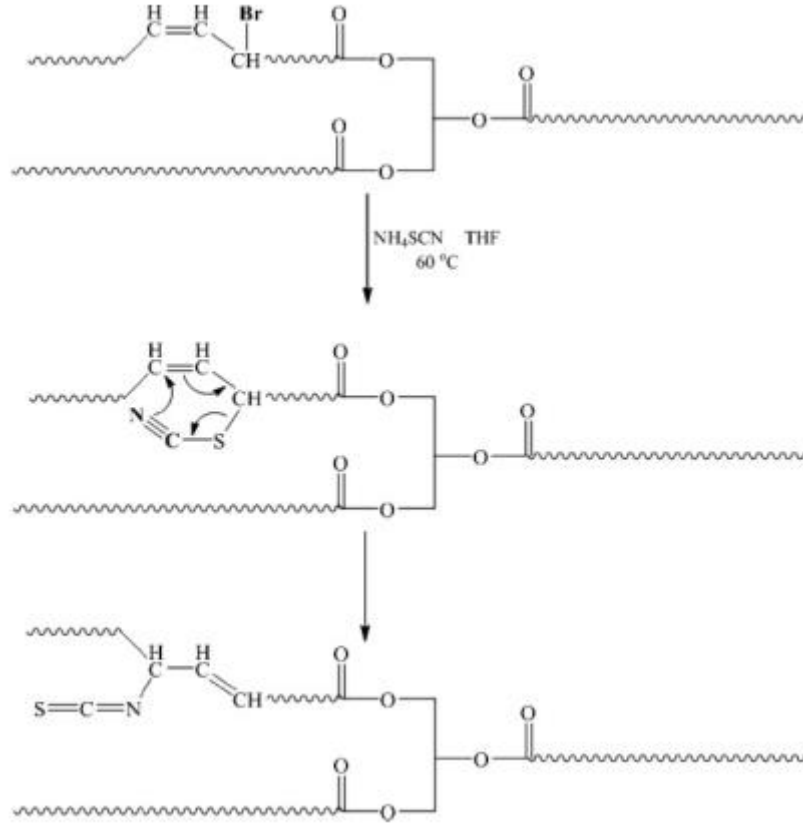 H H Br O
C C
CH O O
O O
O
NH4SCN THF
60 °C
H H O
C C
CH O O
N
C S O O
O
O
H H O
C C
S C N CH O O
O O
O